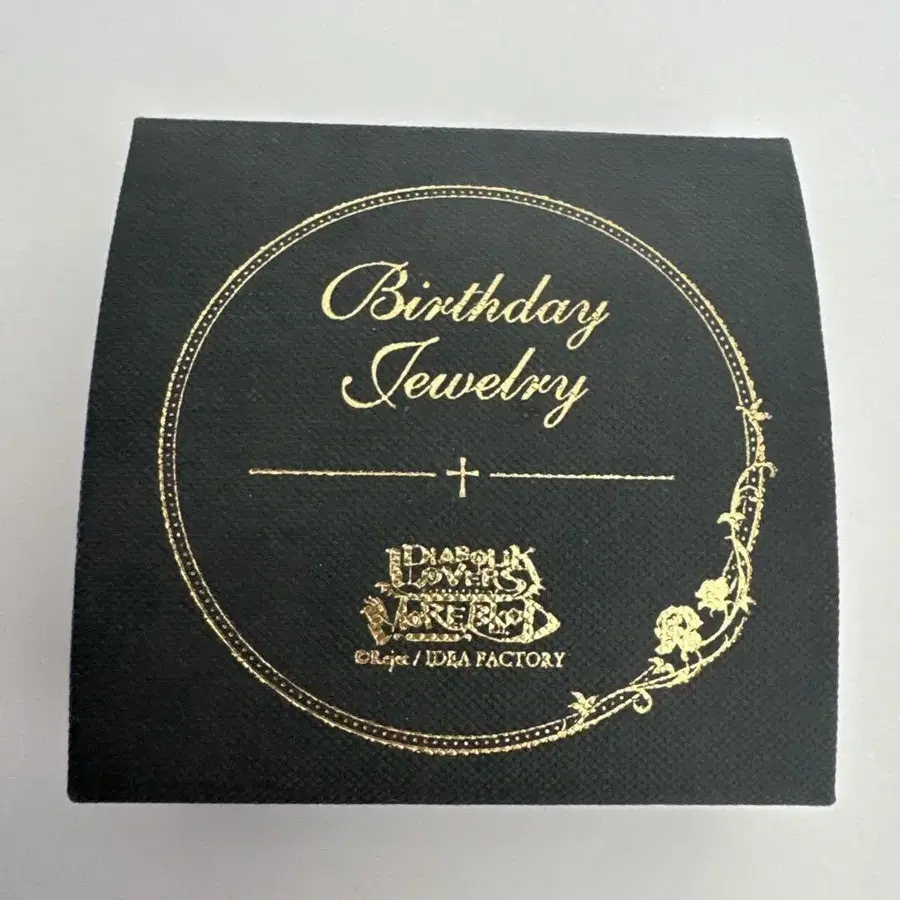 Birthday
Jewelry
DIABOLIK
LOVERS
MORE,BLOOD
©Rejet / IDEA FACTORY